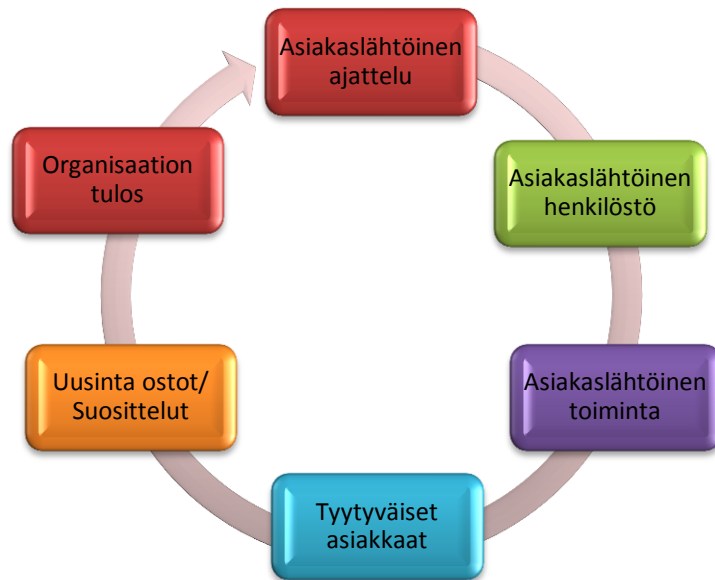 Asiakaslähtöinen
ajattelu
Asiakaslähtöinen
henkilöstö
Asiakaslähtöinen
toiminta
Tyytyväiset
asiakkaat
Uusinta ostot/
Suosittelut
Organisaation
tulos